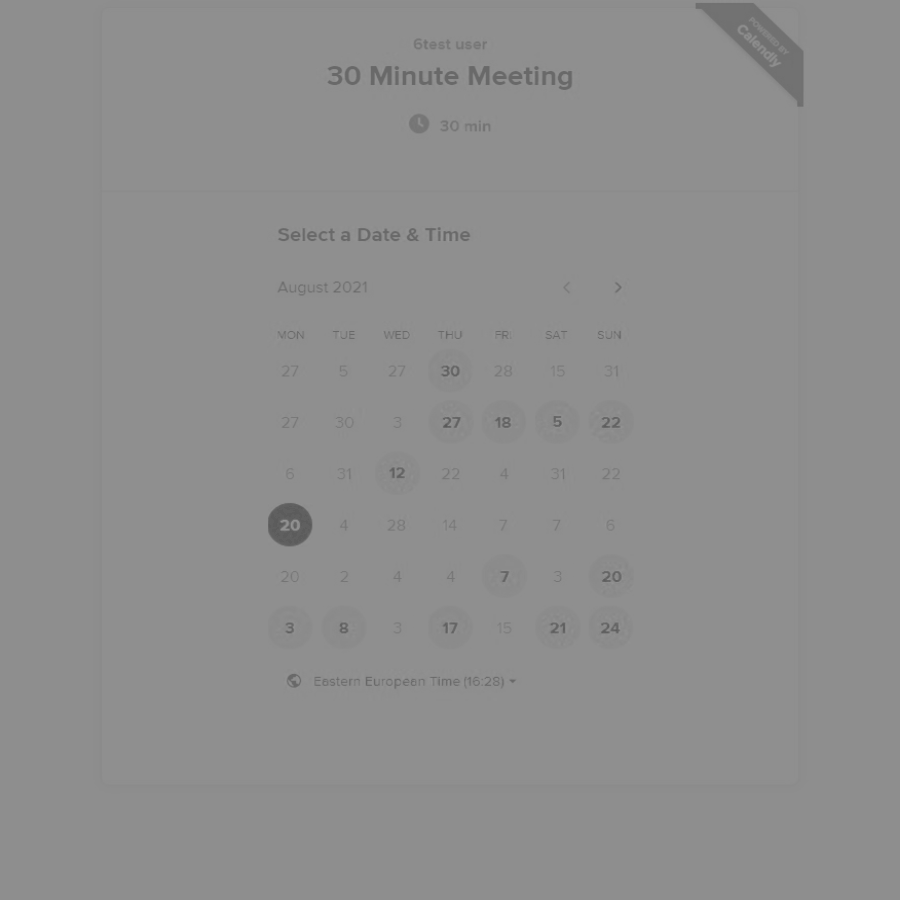 POWERED BY
Calendly
6test user
30 Minute Meeting
30 min
Select a Date & Time
August 2021
MON TUE WED THU FRI SAT SUN
27 5 27 30 28 15 31
27 30 3 27 18 5 22
6 31 12 22 4 31 22
20 4 28 14 7 7 6
20 2 4 4 7 3 20
3 8 3 17 15 21 24
Eastern European Time (16:28)